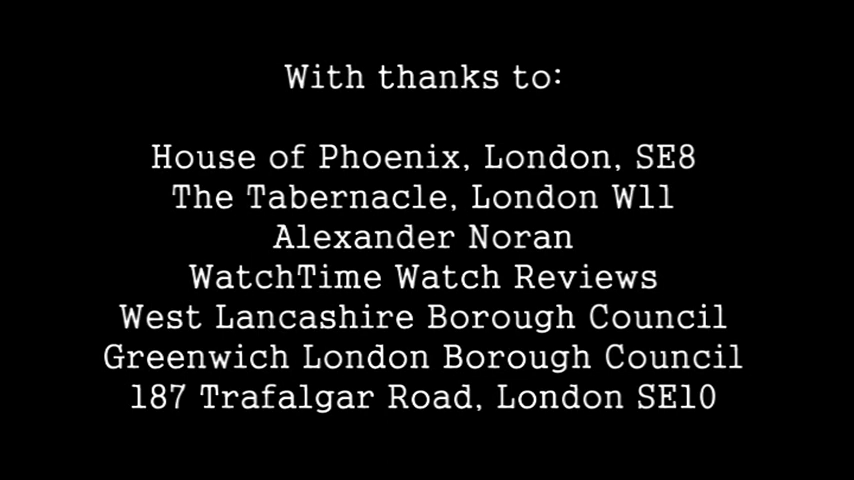 With thanks to:
House of Phoenix, London, SE8
The Tabernacle, London W11
Alexander Noran
WatchTime Watch Reviews
West Lancashire Borough Council
Greenwich London Borough Council
187 Trafalgar Road, London SE10